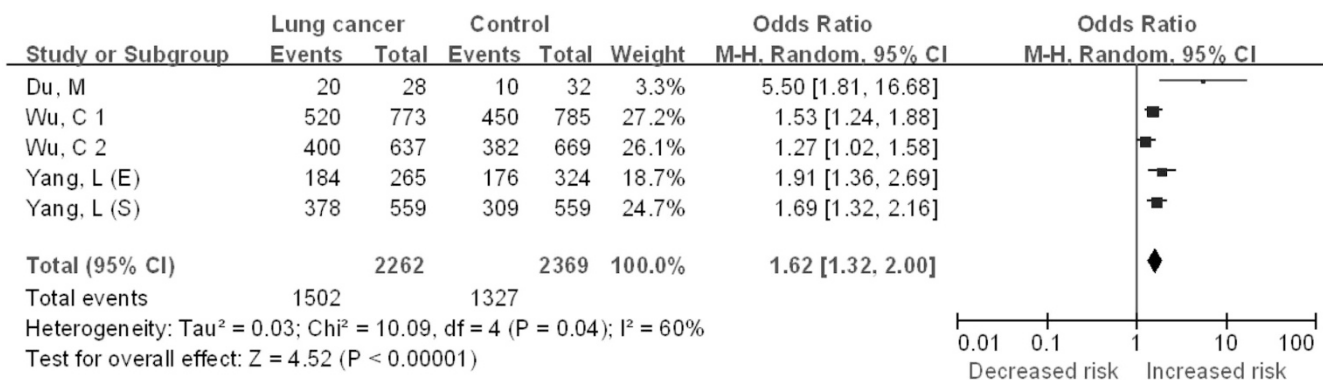 Lung cancer Control Odds Ratio Odds Ratio
Study or Subgroup Events Total Events Total Weight M-H, Random, 95% CI M-H, Random, 95% CI
Du, M 20 28 10 32 3.3% 5.50 [1.81, 16.68]
Wu, C 1 520 773 450 785 27.2% 1.53 [1.24, 1.88]
Wu, C 2 400 637 382 669 26.1% 1.27 [1.02, 1.58]
Yang, L (E) 184 265 176 324 18.7% 1.91 [1.36, 2.69]
Yang, L (S) 378 559 309 559 24.7% 1.69 [1.32, 2.16]
Total (95% CI) 2262 2369 100.0% 1.62 [1.32, 2.00]
Total events 1502 1327
Heterogeneity: Tau² = 0.03; Chi² = 10.09, df = 4 (P = 0.04); I² = 60%
Test for overall effect: Z = 4.52 (P < 0.00001)
0.01 0.1 1 10 100
Decreased risk Increased risk